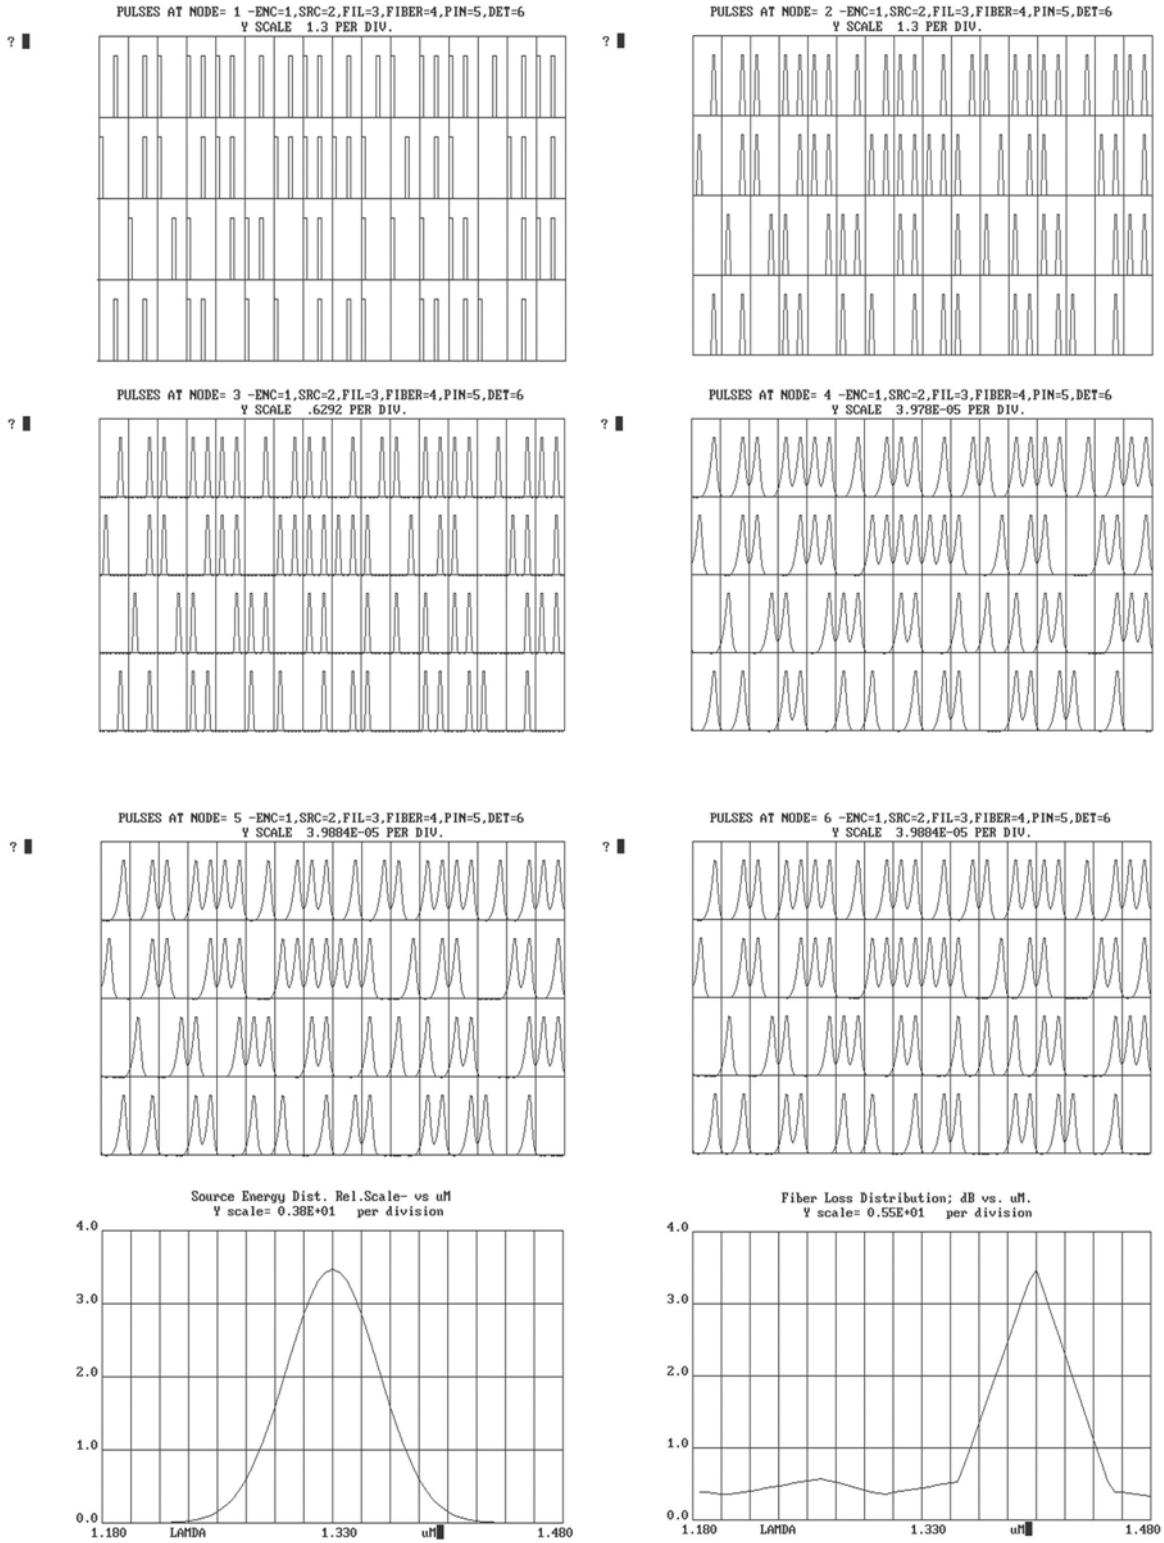 PULSES AT NODE= 1 -ENC=1,SRC=2,FIL=3,FIBER=4,PIN=5,DET=6
Y SCALE 1.3 PER DIV.
?
PULSES AT NODE= 2 -ENC=1,SRC=2,FIL=3,FIBER=4,PIN=5,DET=6
Y SCALE 1.3 PER DIV.
?
PULSES AT NODE= 3 -ENC=1,SRC=2,FIL=3,FIBER=4,PIN=5,DET=6
Y SCALE .6292 PER DIV.
?
PULSES AT NODE= 4 -ENC=1,SRC=2,FIL=3,FIBER=4,PIN=5,DET=6
Y SCALE 3.978E-05 PER DIV.
?
PULSES AT NODE= 5 -ENC=1,SRC=2,FIL=3,FIBER=4,PIN=5,DET=6
Y SCALE 3.9884E-05 PER DIV.
?
PULSES AT NODE= 6 -ENC=1,SRC=2,FIL=3,FIBER=4,PIN=5,DET=6
Y SCALE 3.9884E-05 PER DIV.
?
Source Energy Dist. Rel.Scale- vs uM
Y scale= 0.38E+01 per division
4.0
3.0
2.0
1.0
0.0
1.180 LAMDA 1.330 uM 1.480
Fiber Loss Distribution; dB vs. uM.
Y scale= 0.55E+01 per division
4.0
3.0
2.0
1.0
0.0
1.180 LAMDA 1.330 uM 1.480